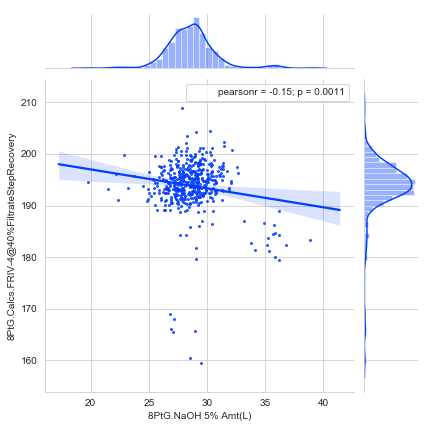 pearsonr = -0.15; p = 0.0011
210
200
190
180
170
160
8PtG.Calcs.FRIV-4@40%FiltrateStepRecovery
20 25 30 35 40
8PtG.NaOH 5% Amt(L)